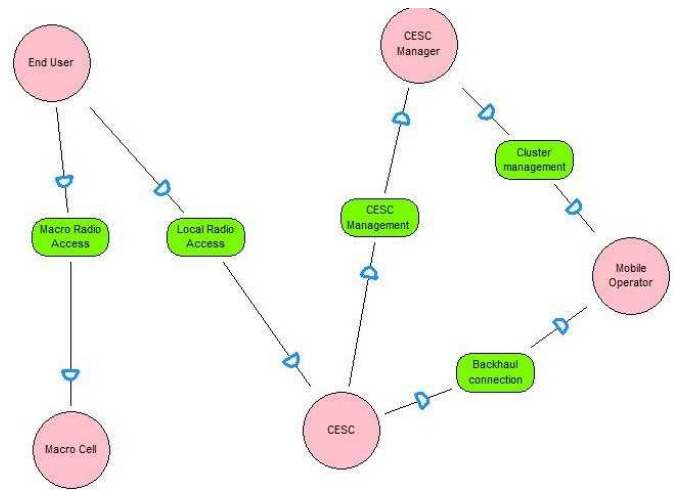 End User
CESC
Manager
Cluster
management
Macro Radio
Access
Local Radio
Access
CESC
Management
Mobile
Operator
Backhaul
connection
Macro Cell
CESC